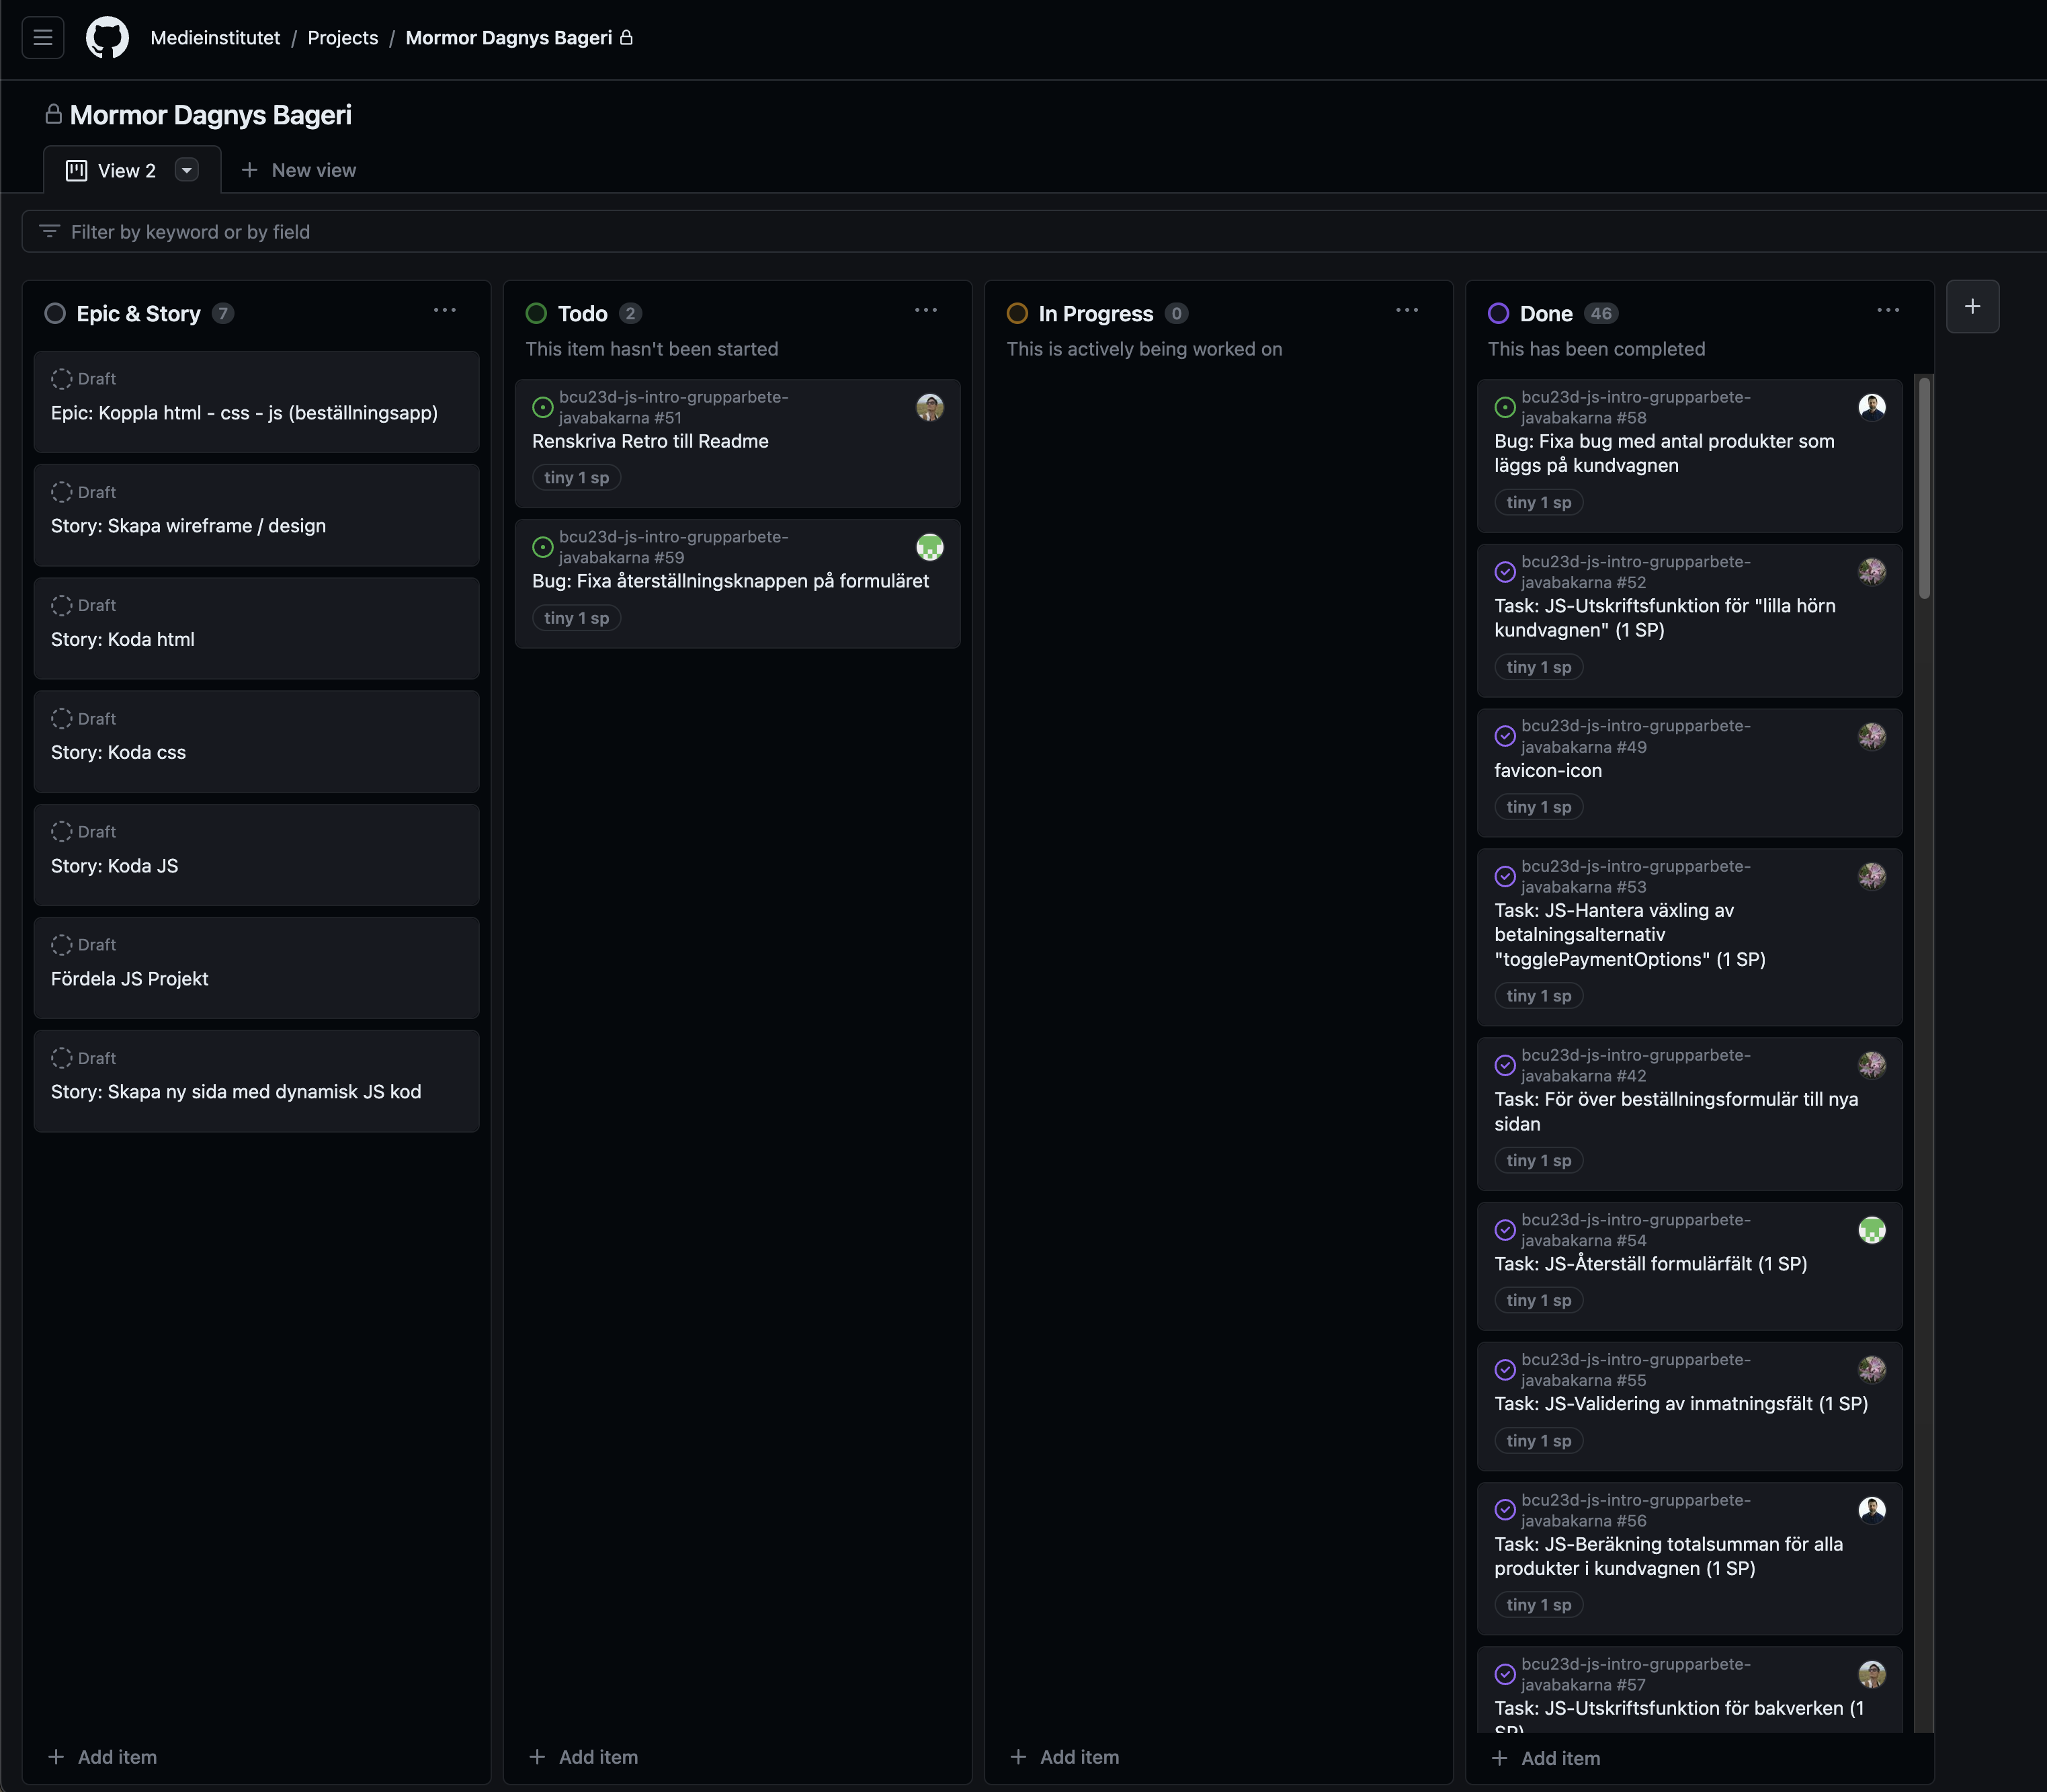 Medieinstitutet / Projects / Mormor Dagnys Bageri
Mormor Dagnys Bageri
View 2
New view
Filter by keyword or by field
Epic & Story 7
Draft
Epic: Koppla html - css - js (beställningsapp)
Draft
Story: Skapa wireframe / design
Draft
Story: Koda html
Draft
Story: Koda css
Draft
Story: Koda JS
Draft
Fördela JS Projekt
Draft
Story: Skapa ny sida med dynamisk JS kod
Add item
Todo 2
This item hasn't been started
bcu23d-js-intro-grupparbete-
javabakarna #51
Renskriva Retro till Readme
tiny 1 sp
bcu23d-js-intro-grupparbete-
javabakarna #59
Bug: Fixa återställningsknappen på formuläret
tiny 1 sp
Add item
In Progress 0
This is actively being worked on
Add item
Done 46
This has been completed
bcu23d-js-intro-grupparbete-
javabakarna #58
Bug: Fixa bug med antal produkter som
läggs på kundvagnen
tiny 1 sp
bcu23d-js-intro-grupparbete-
javabakarna #52
Task: JS-Utskriftsfunktion för "lilla hörn
kundvagnen" (1 SP)
tiny 1 sp
bcu23d-js-intro-grupparbete-
javabakarna #49
favicon-icon
tiny 1 sp
bcu23d-js-intro-grupparbete-
javabakarna #53
Task: JS-Hantera växling av
betalningsalternativ
"togglePaymentOptions" (1 SP)
tiny 1 sp
bcu23d-js-intro-grupparbete-
javabakarna #42
Task: För över beställningsformulär till nya
sidan
tiny 1 sp
bcu23d-js-intro-grupparbete-
javabakarna #54
Task: JS-Återställ formulärfält (1 SP)
tiny 1 sp
bcu23d-js-intro-grupparbete-
javabakarna #55
Task: JS-Validering av inmatningsfält (1 SP)
tiny 1 sp
bcu23d-js-intro-grupparbete-
javabakarna #56
Task: JS-Beräkning totalsumman för alla
produkter i kundvagnen (1 SP)
tiny 1 sp
bcu23d-js-intro-grupparbete-
javabakarna #57
Task: JS-Utskriftsfunktion för bakverken (1
SP)
Add item